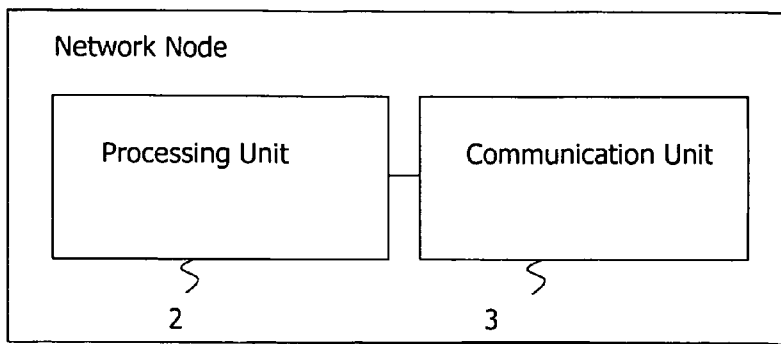 Network Node
Processing Unit
Communication Unit
2
3